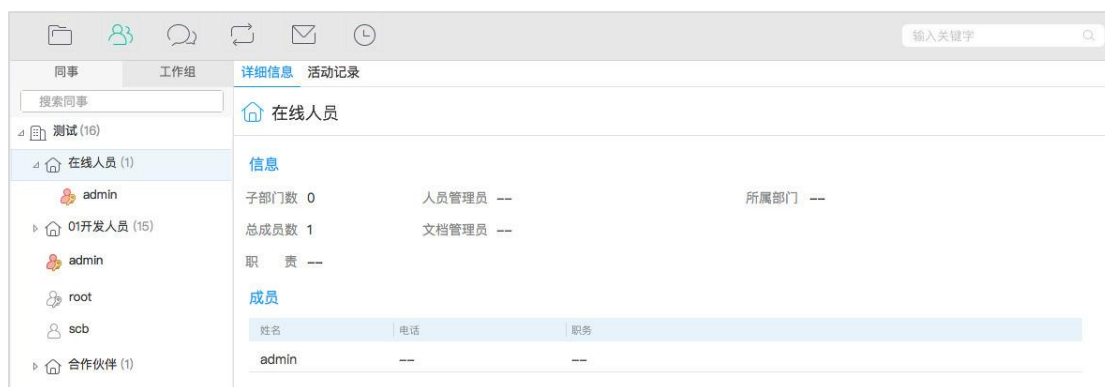 输入关键字
同事 工作组
搜索同事
测试 (16)
在线人员 (1)
admin
01开发人员 (15)
admin
root
scb
合作伙伴 (1)
详细信息 活动记录
在线人员
信息
子部门数 0 人员管理员 -- 所属部门 --
总成员数 1 文档管理员 --
职 责 --
成员
姓名 电话 职务
admin -- --